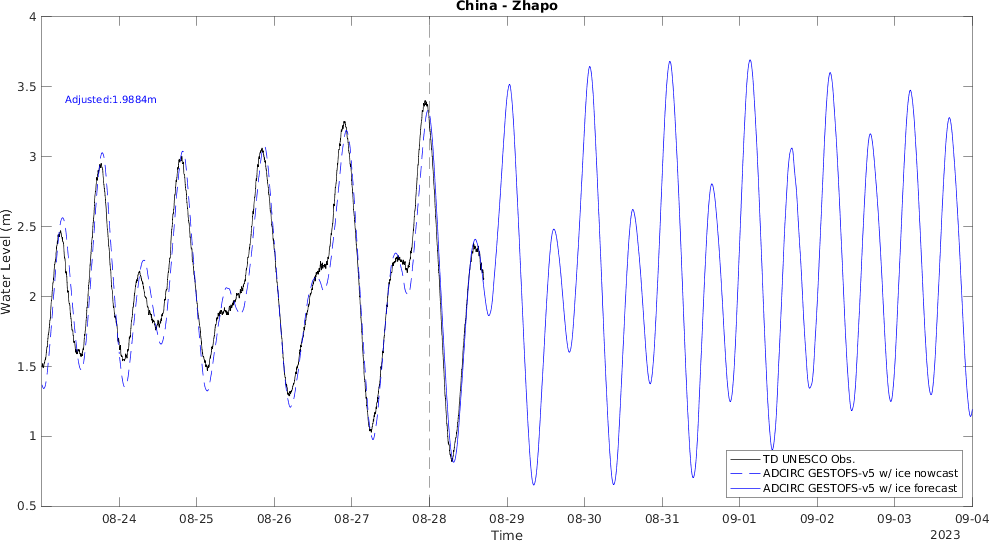 China - Zhapo
4
3.5
3
2.5
2
1.5
1
0.5
Water Level (m)
Adjusted:1.9884m
TD UNESCO Obs.
ADCIRC GESTOFS-v5 w/ ice nowcast
ADCIRC GESTOFS-v5 w/ ice forecast
08-24 08-25 08-26 08-27 08-28 08-29 08-30 08-31 09-01 09-02 09-03 09-04
Time
2023